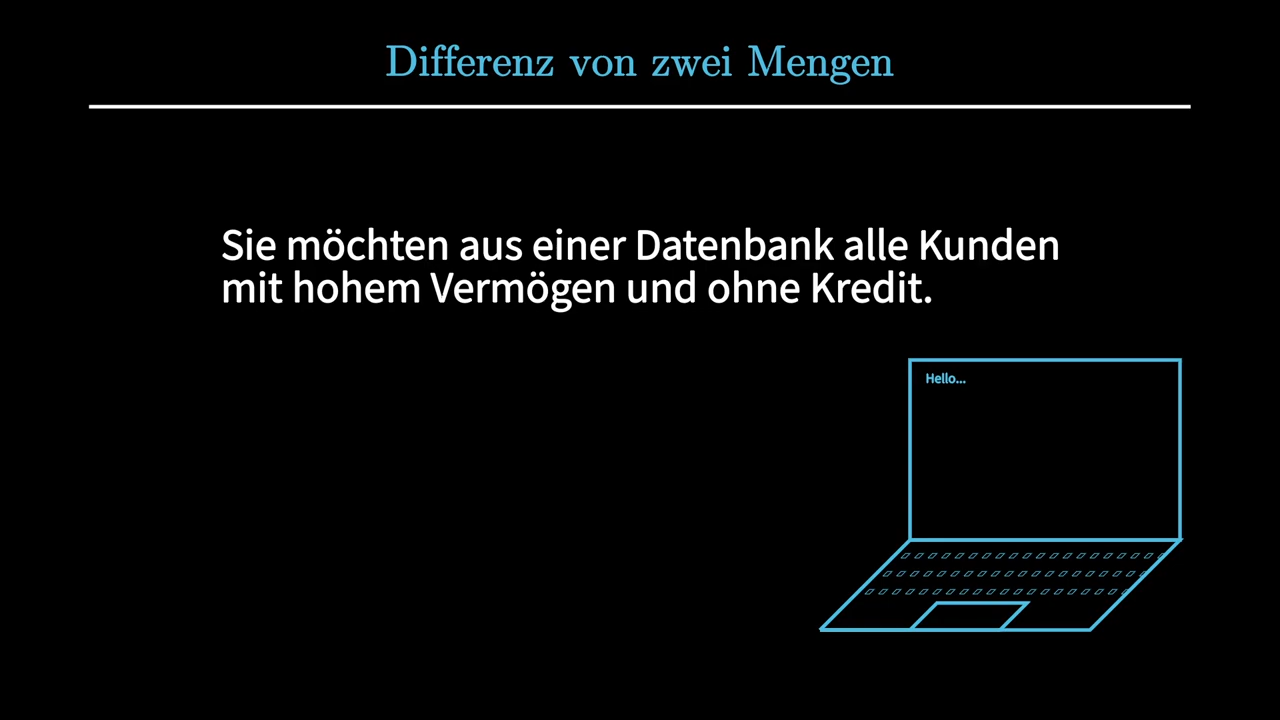 Differenz von zwei Mengen
Sie möchten aus einer Datenbank alle Kunden
mit hohem Vermögen und ohne Kredit.
Hello...